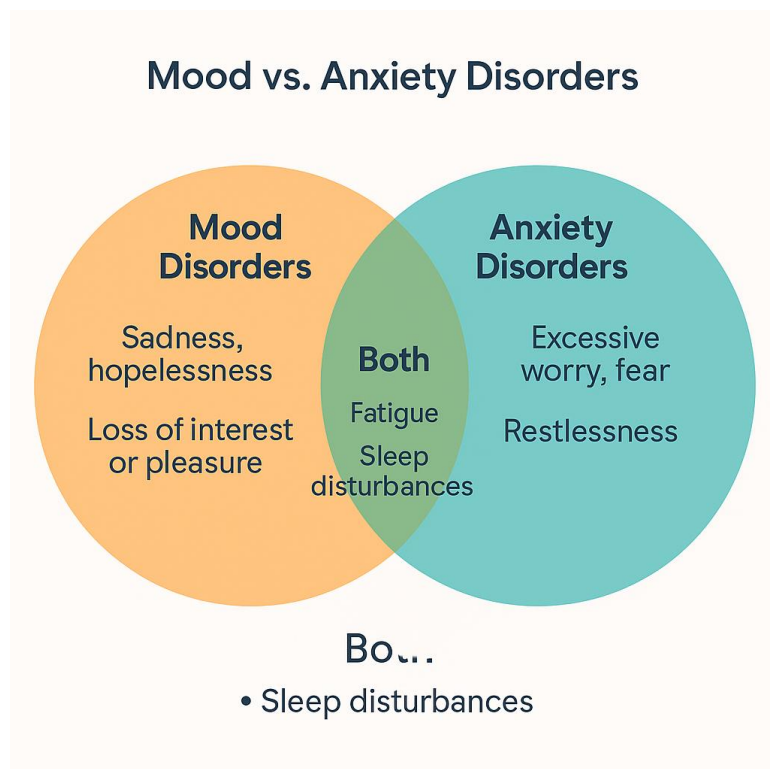 Mood vs. Anxiety Disorders
Mood
Disorders
Sadness,
hopelessness
Loss of interest
or pleasure
Both
Fatigue
Sleep
disturbances
Anxiety
Disorders
Excessive
worry, fear
Restlessness
• Sleep disturbances